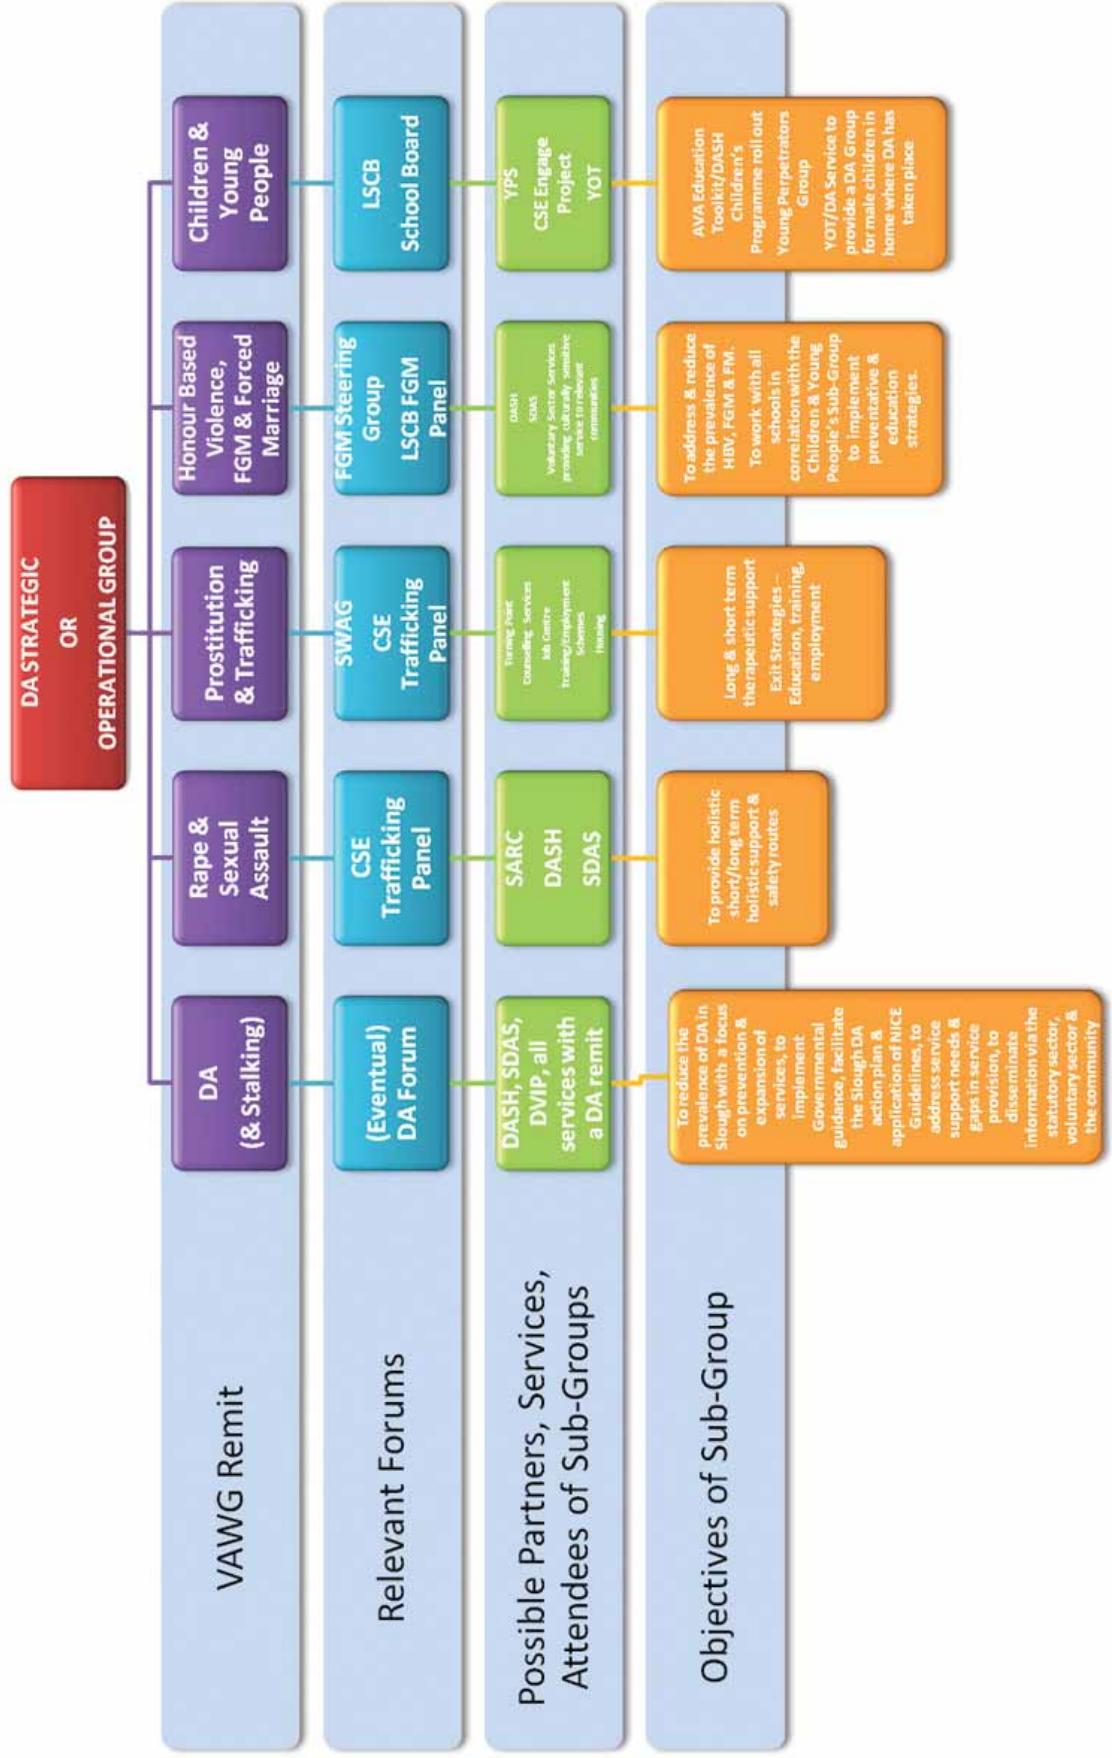 DA STRATEGIC
OR
OPERATIONAL GROUP
VAWG Remit
DA
(& Stalking)
Rape &
Sexual
Assault
Prostitution
& Trafficking
Honour Based
Violence,
FGM & Forced
Marriage
Children &
Young
People
Relevant Forums
(Eventual)
DA Forum
CSE
Trafficking
Panel
SWAG
CSE
Trafficking
Panel
FGM Steering
Group
LSCB FGM
Panel
LSCB
School Board
Possible Partners, Services,
Attendees of Sub-Groups
DASH, SDAS,
DVIP, all
services with
a DA remit
SARC
DASH
SDAS
Turning Point
Counselling Services
Job Centre
Training/Employment
Schemes
Housing
DASH
SDAS
Voluntary Sector Services
providing culturally sensitive
service to relevant
communities
YPS
CSE Engage
Project
YOT
Objectives of Sub-Group
To reduce the
prevalence of DA in
Slough with a focus
on prevention &
expansion of
services, to
implement
Governmental
guidance, facilitate
the Slough DA
action plan &
application of NICE
Guidelines, to
address service
support needs &
gaps in service
provision, to
disseminate
information via the
statutory sector,
voluntary sector &
the community
To provide holistic
short/long term
holistic support &
safety routes
Long & short term
therapeutic support
Exit Strategies –
Education, training,
employment
To address & reduce
the prevalence of
HBV, FGM & FM.
To work with all
schools in
correlation with the
Children & Young
People's Sub-Group
to implement
preventative &
education
strategies.
AVA Education
Toolkit/DASH
Children's
Programme roll out
Young Perpetrators
Group
YOT/DA Service to
provide a DA Group
for male children in
home where DA has
taken place